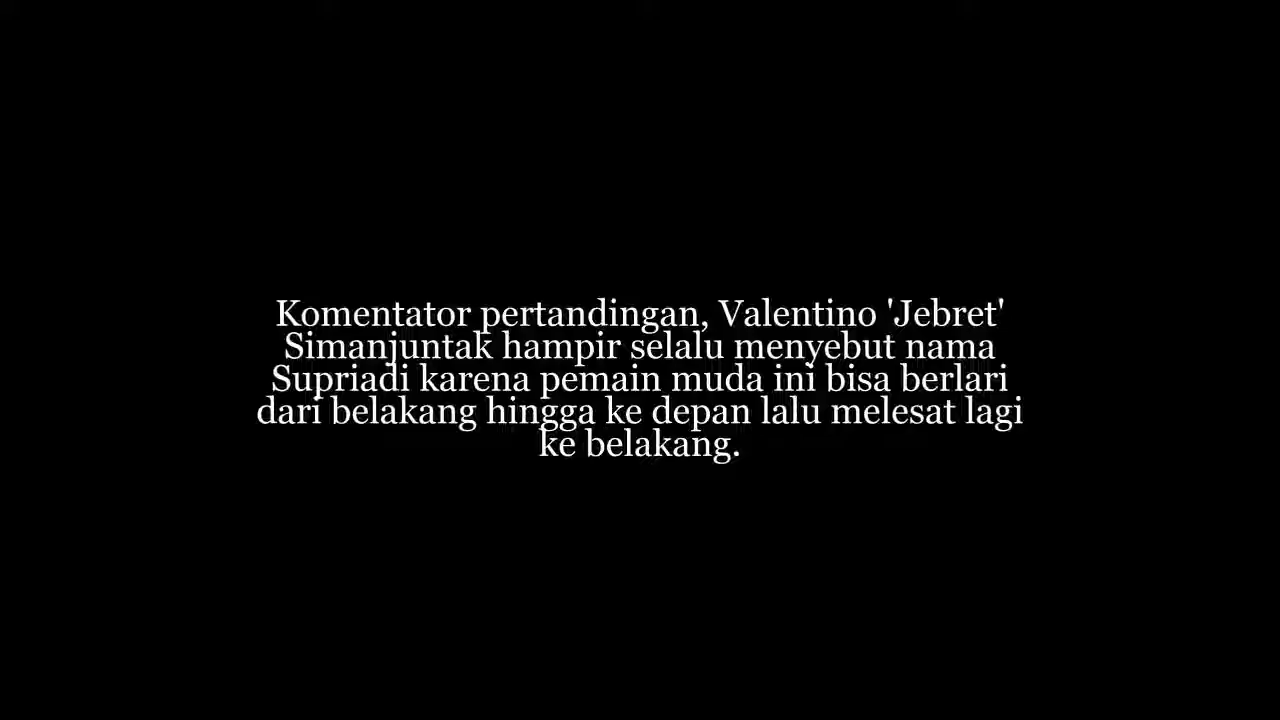 Komentator pertandingan, Valentino 'Jebret'
Simanjuntak hampir selalu menyebut nama
Supriadi karena pemain muda ini bisa berlari
dari belakang hingga ke depan lalu melesat lagi
ke belakang.